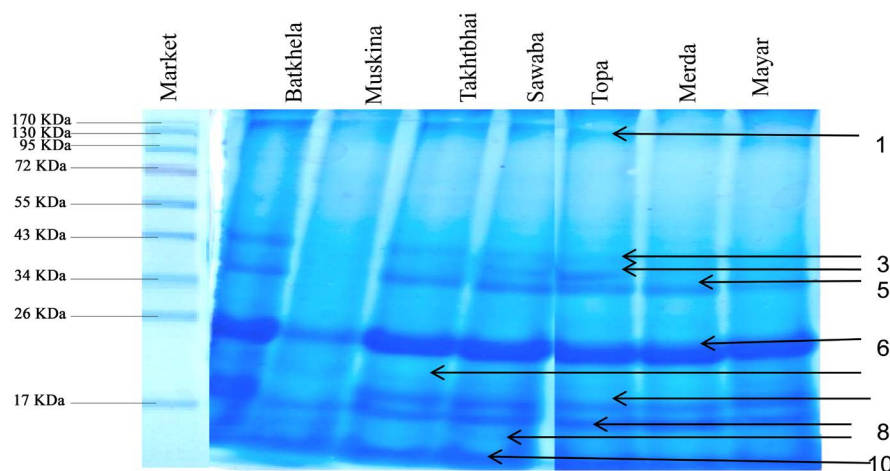 Market
Batkhela
Muskina
Takhtbhai
Sawaba
Topa
Merda
Mayar
170 KDa
130 KDa
95 KDa
72 KDa
55 KDa
43 KDa
34 KDa
26 KDa
17 KDa
1
3
5
6
8
10